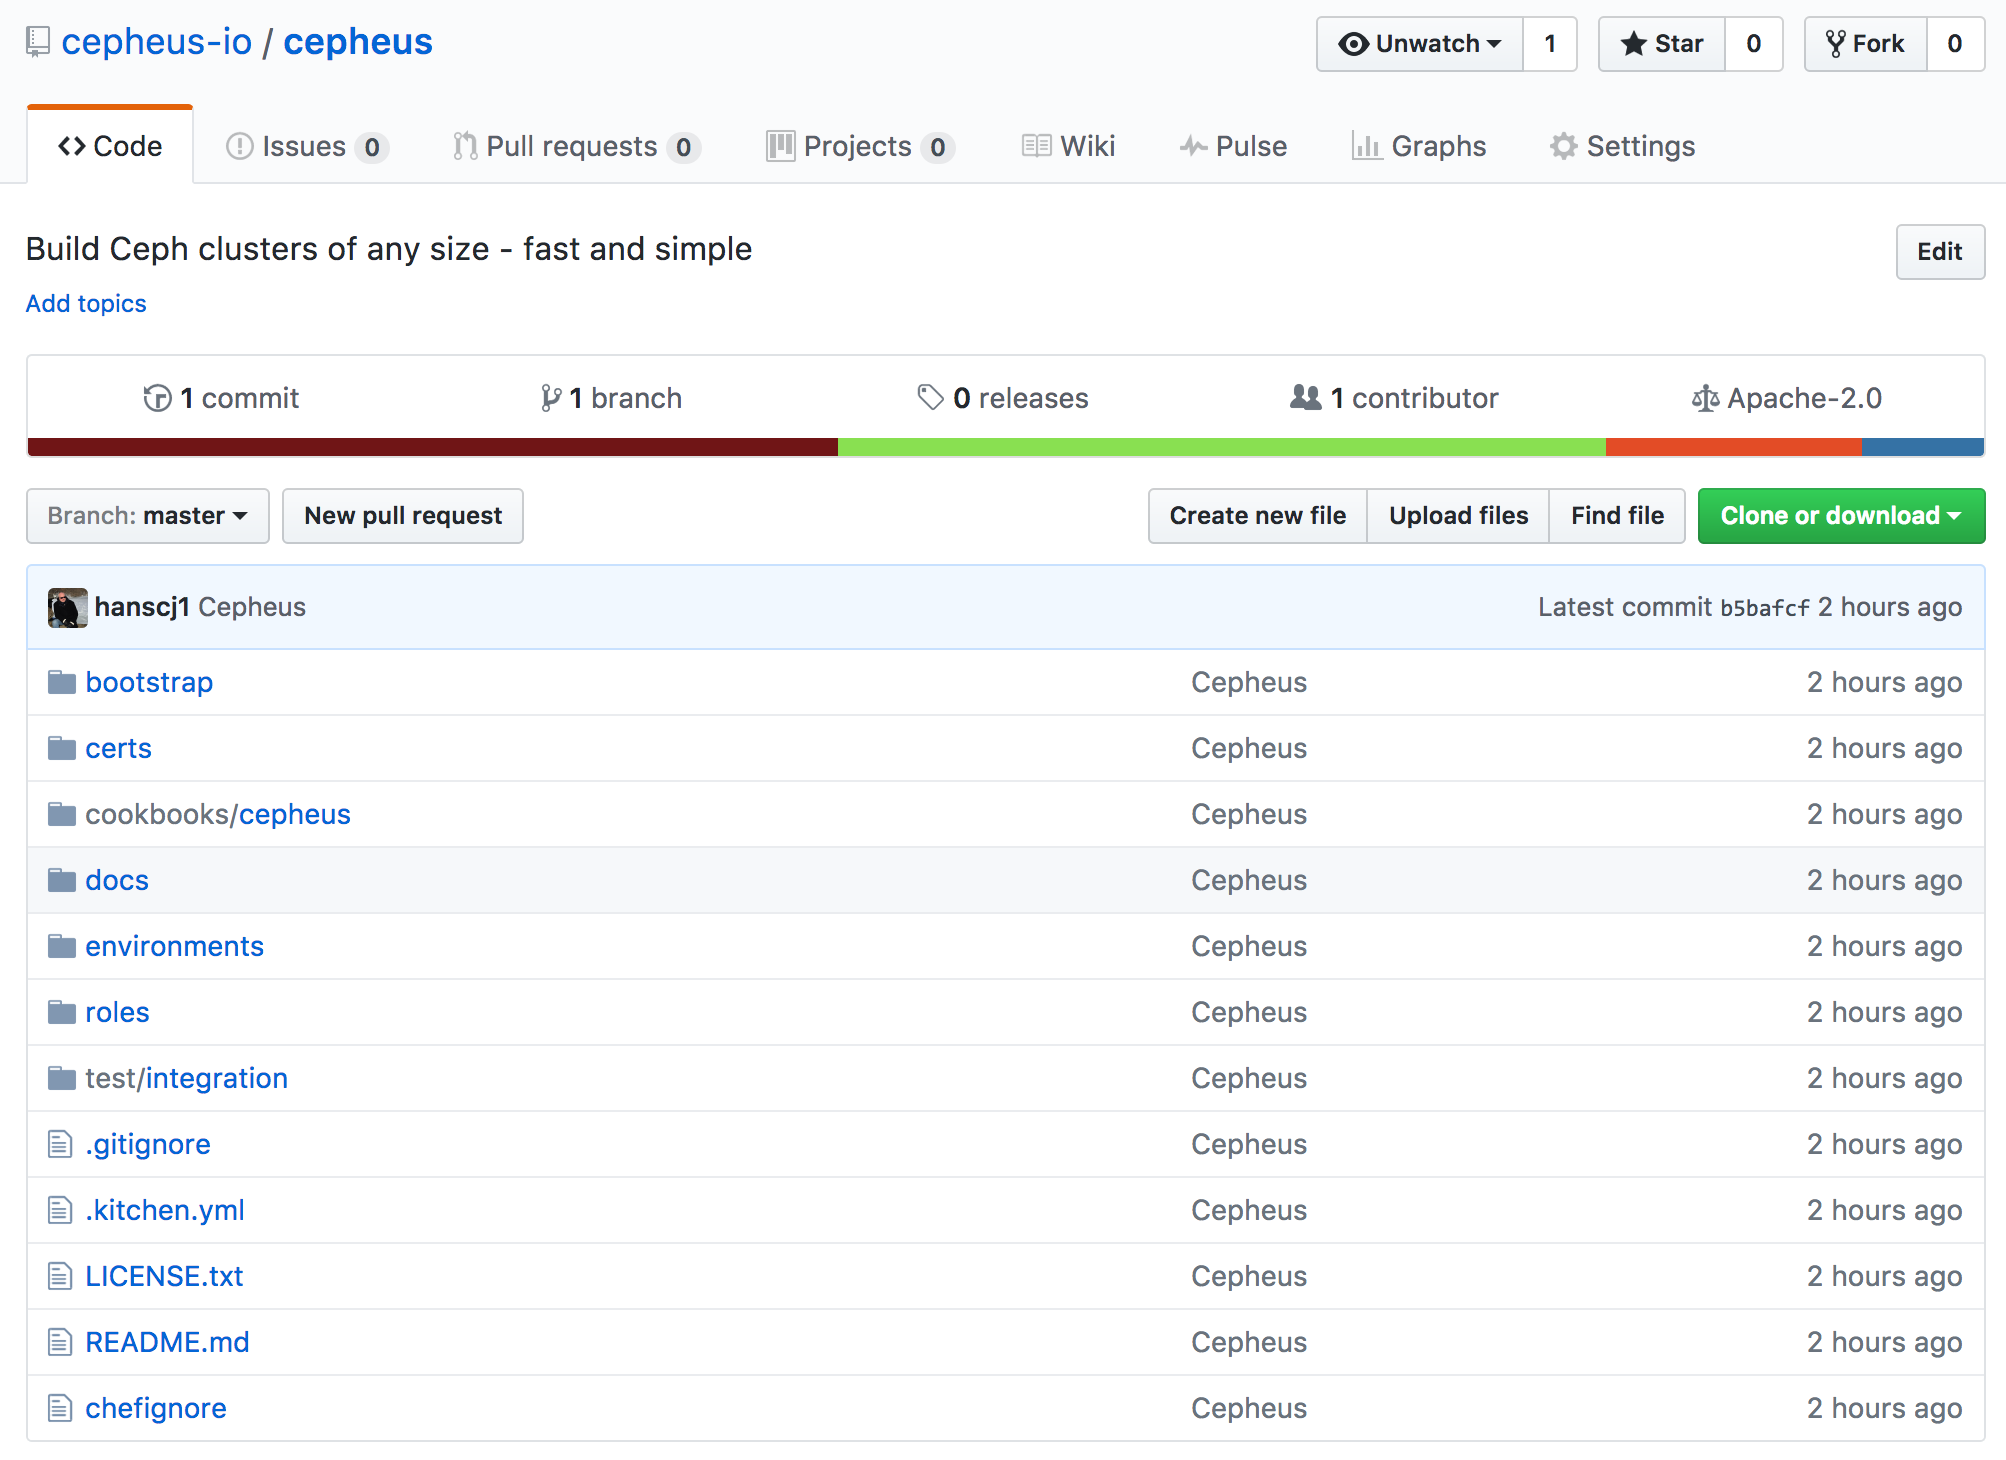 cepheus-io / cepheus
Unwatch 1 Star 0 Fork 0
Code Issues 0 Pull requests 0 Projects 0 Wiki Pulse Graphs Settings
Build Ceph clusters of any size - fast and simple
Edit
Add topics
1 commit 1 branch 0 releases 1 contributor Apache-2.0
Branch: master New pull request Create new file Upload files Find file Clone or download
hanscj1 Cepheus Latest commit b5bafcf 2 hours ago
bootstrap Cepheus 2 hours ago
certs Cepheus 2 hours ago
cookbooks/cepheus Cepheus 2 hours ago
docs Cepheus 2 hours ago
environments Cepheus 2 hours ago
roles Cepheus 2 hours ago
test/integration Cepheus 2 hours ago
.gitignore Cepheus 2 hours ago
.kitchen.yml Cepheus 2 hours ago
LICENSE.txt Cepheus 2 hours ago
README.md Cepheus 2 hours ago
chefignore Cepheus 2 hours ago